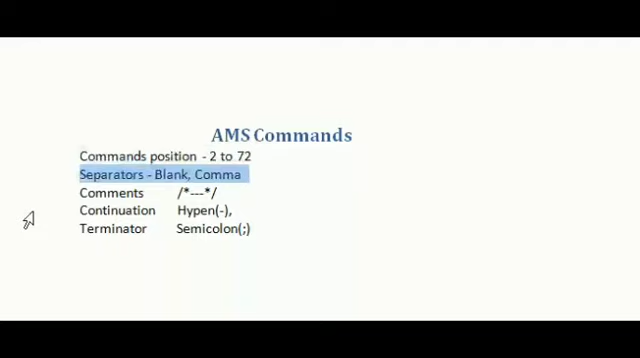 AMS Commands
Commands position - 2 to 72
Separators - Blank, Comma
Comments /*---*/
Continuation Hypen(-),
Terminator Semicolon(;)